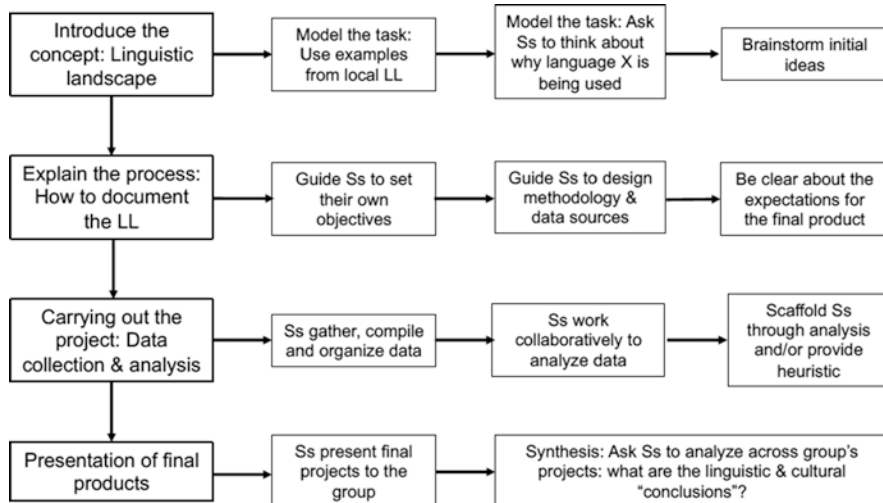 Introduce the
concept: Linguistic
landscape
Model the task:
Use examples
from local LL
Model the task: Ask
Ss to think about
why language X is
being used
Brainstorm initial
ideas
Explain the process:
How to document
the LL
Guide Ss to set
their own
objectives
Guide Ss to design
methodology &
data sources
Be clear about the
expectations for
the final product
Carrying out the
project: Data
collection & analysis
Ss gather, compile
and organize data
Ss work
collaboratively to
analyze data
Scaffold Ss
through analysis
and/or provide
heuristic
Presentation of final
products
Ss present final
projects to the
group
Synthesis: Ask Ss to analyze across group's
projects: what are the linguistic & cultural
"conclusions"?